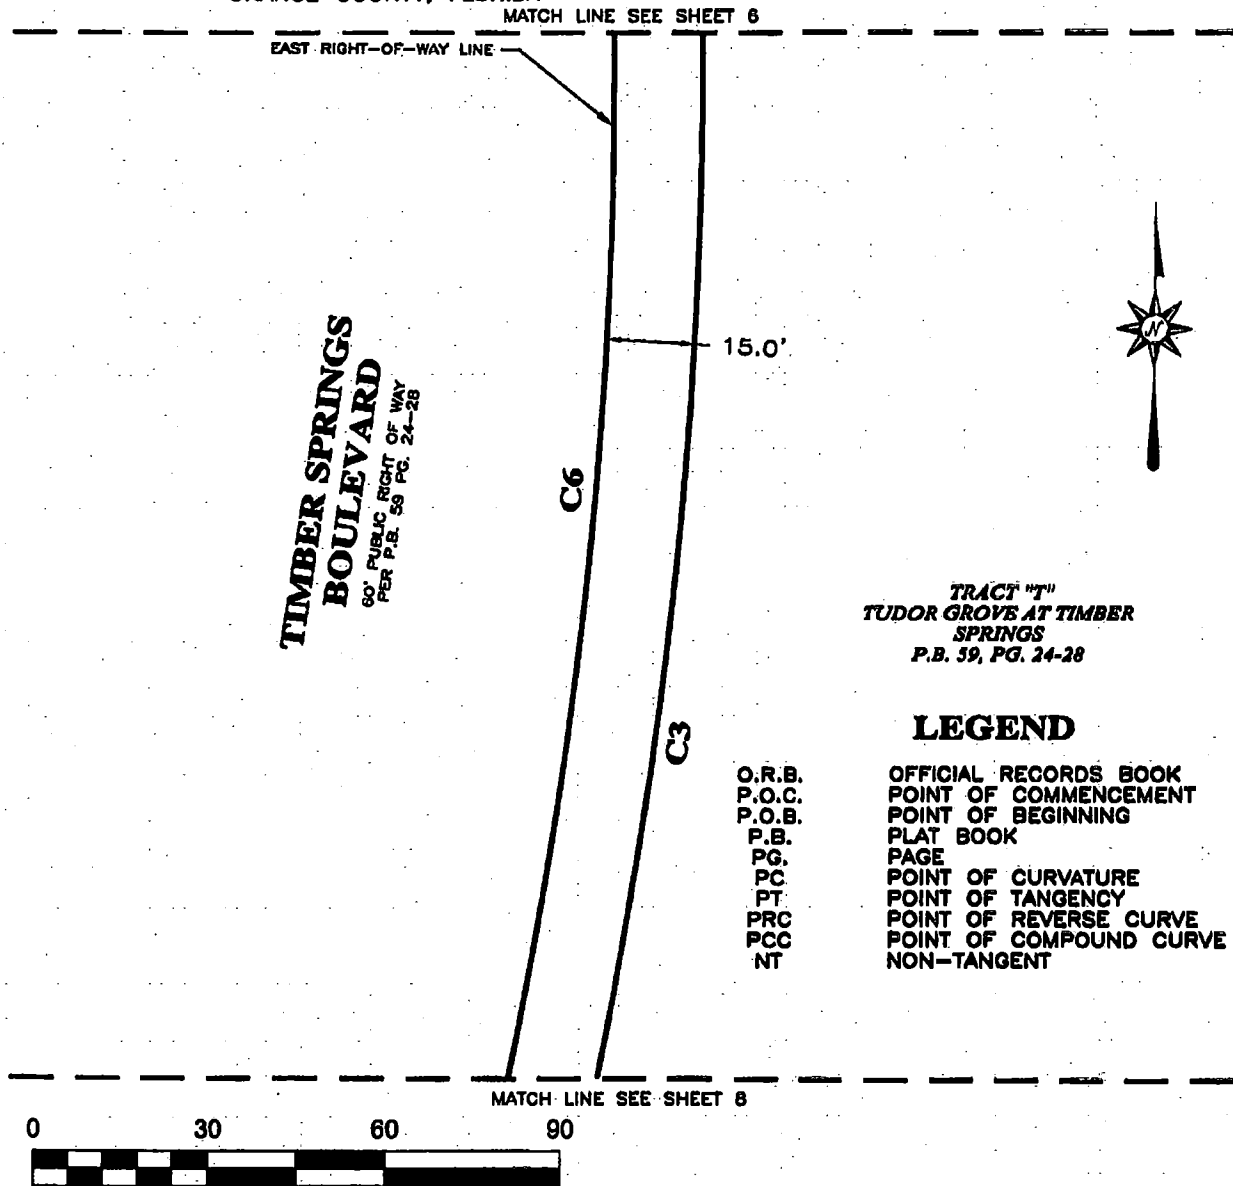 MATCH LINE SEE SHEET 6
EAST RIGHT-OF-WAY LINE
15.0'
TIMBER SPRINGS
BOULEVARD
60' PUBLIC RIGHT OF WAY
PER P.B. 59 PG. 24-28
C6
C3
N
TRACT "T"
TUDOR GROVE AT TIMBER
SPRINGS
P.B. 59, PG. 24-28
LEGEND
O.R.B. OFFICIAL RECORDS BOOK
P.O.C. POINT OF COMMENCEMENT
P.O.B. POINT OF BEGINNING
P.B. PLAT BOOK
PG. PAGE
PC POINT OF CURVATURE
PT POINT OF TANGENCY
PRC POINT OF REVERSE CURVE
PCC POINT OF COMPOUND CURVE
NT NON-TANGENT
MATCH LINE SEE SHEET 8
0 30 60 90